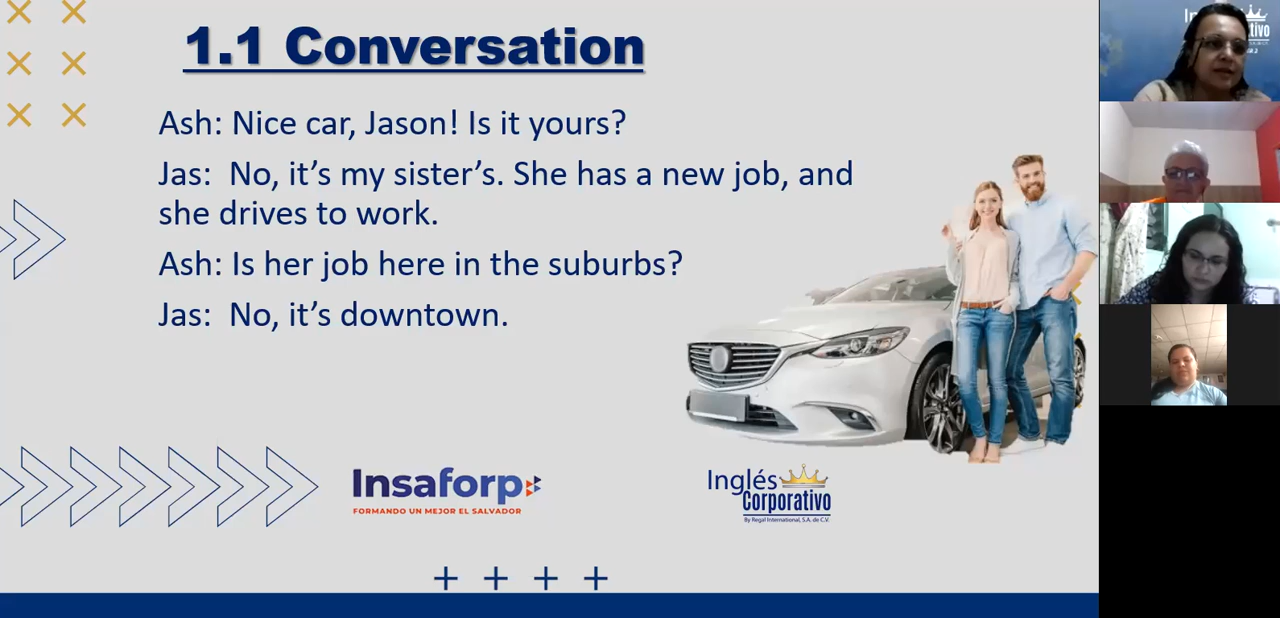 1.1 Conversation
Ash: Nice car, Jason! Is it yours?
Jas:  No, it's my sister's. She has a new job, and
she drives to work.
Ash: Is her job here in the suburbs?
Jas:  No, it's downtown.
Insaforp
FORMANDO UN MEJOR EL SALVADOR
Inglés
Corporativo
By Regal International, S.A. de C.V.